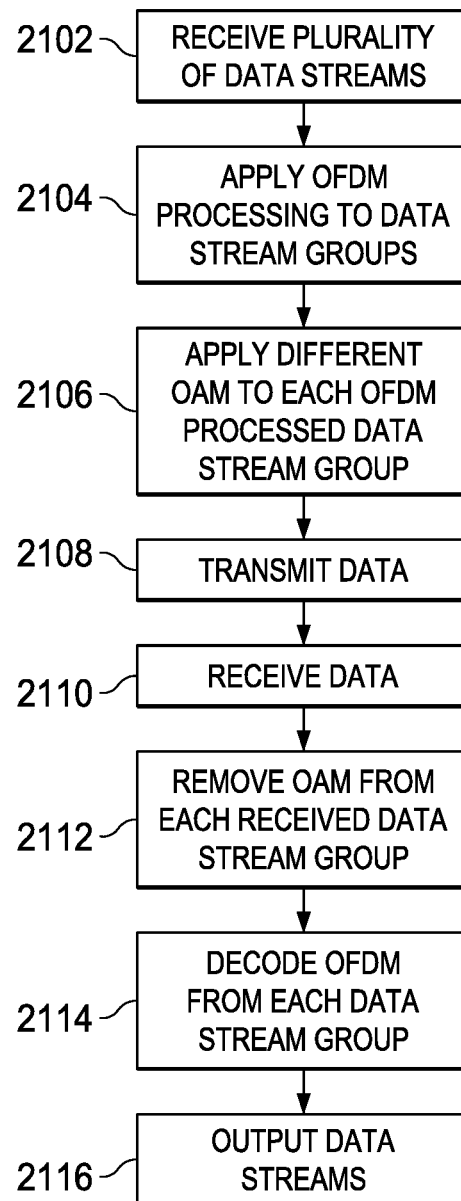 2102
RECEIVE PLURALITY
OF DATA STREAMS
2104
APPLY OFDM
PROCESSING TO DATA
STREAM GROUPS
2106
APPLY DIFFERENT
OAM TO EACH OFDM
PROCESSED DATA
STREAM GROUP
2108
TRANSMIT DATA
2110
RECEIVE DATA
2112
REMOVE OAM FROM
EACH RECEIVED DATA
STREAM GROUP
2114
DECODE OFDM
FROM EACH DATA
STREAM GROUP
2116
OUTPUT DATA
STREAMS